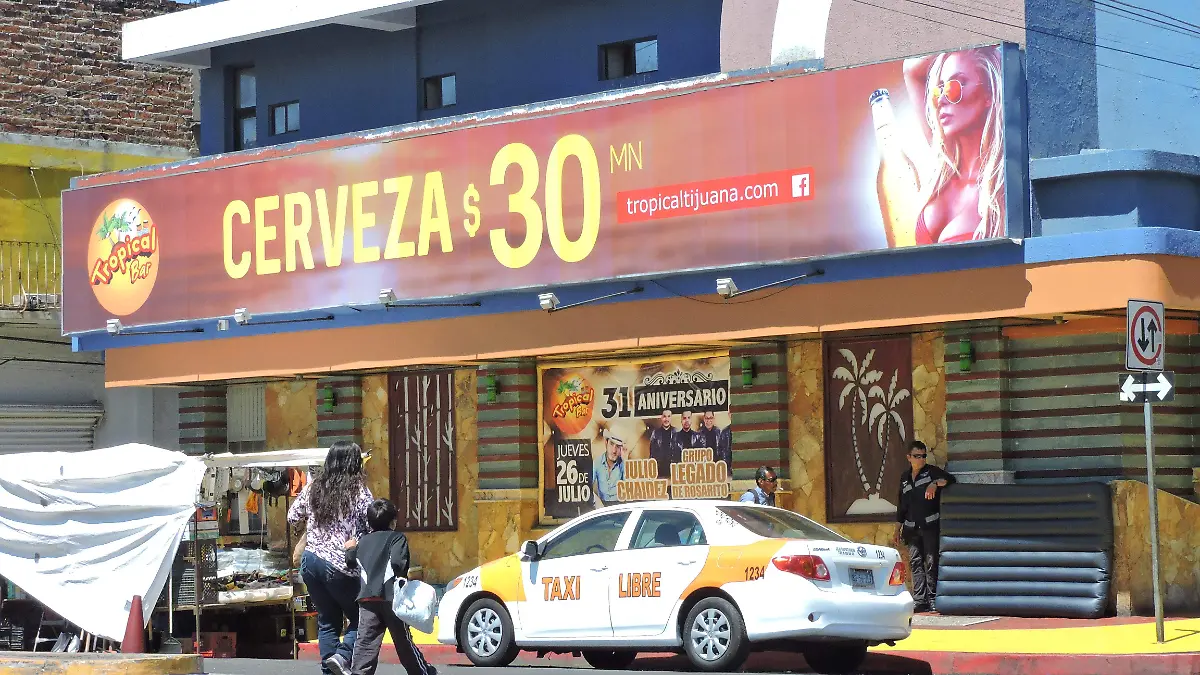 CERVEZA $30 MN
tropicaltijuana.com f
Tropical
Bar
Tropical
Bar
31 ANIVERSARIO
JUEVES
26 DE
JULIO
JULIO
CHAIDEZ
GRUPO
LEGADO
DE ROSARITO
1234
TAXI LIBRE
1234
1234